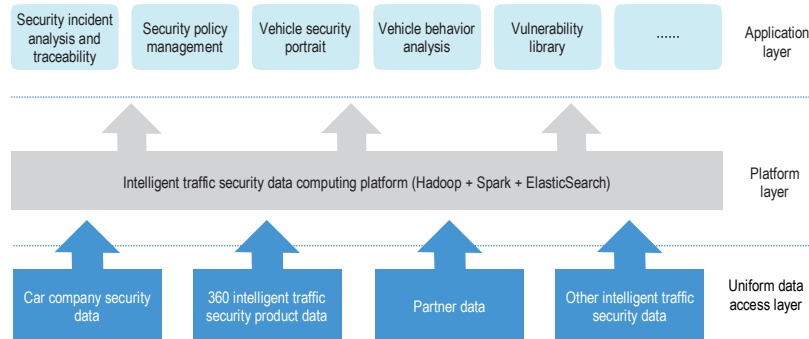 Security incident
analysis and
traceability
Security policy
management
Vehicle security
portrait
Vehicle behavior
analysis
Vulnerability
library
......
Application
layer
Intelligent traffic security data computing platform (Hadoop + Spark + ElasticSearch)
Platform
layer
Car company security
data
360 intelligent traffic
security product data
Partner data
Other intelligent traffic
security data
Uniform data
access layer